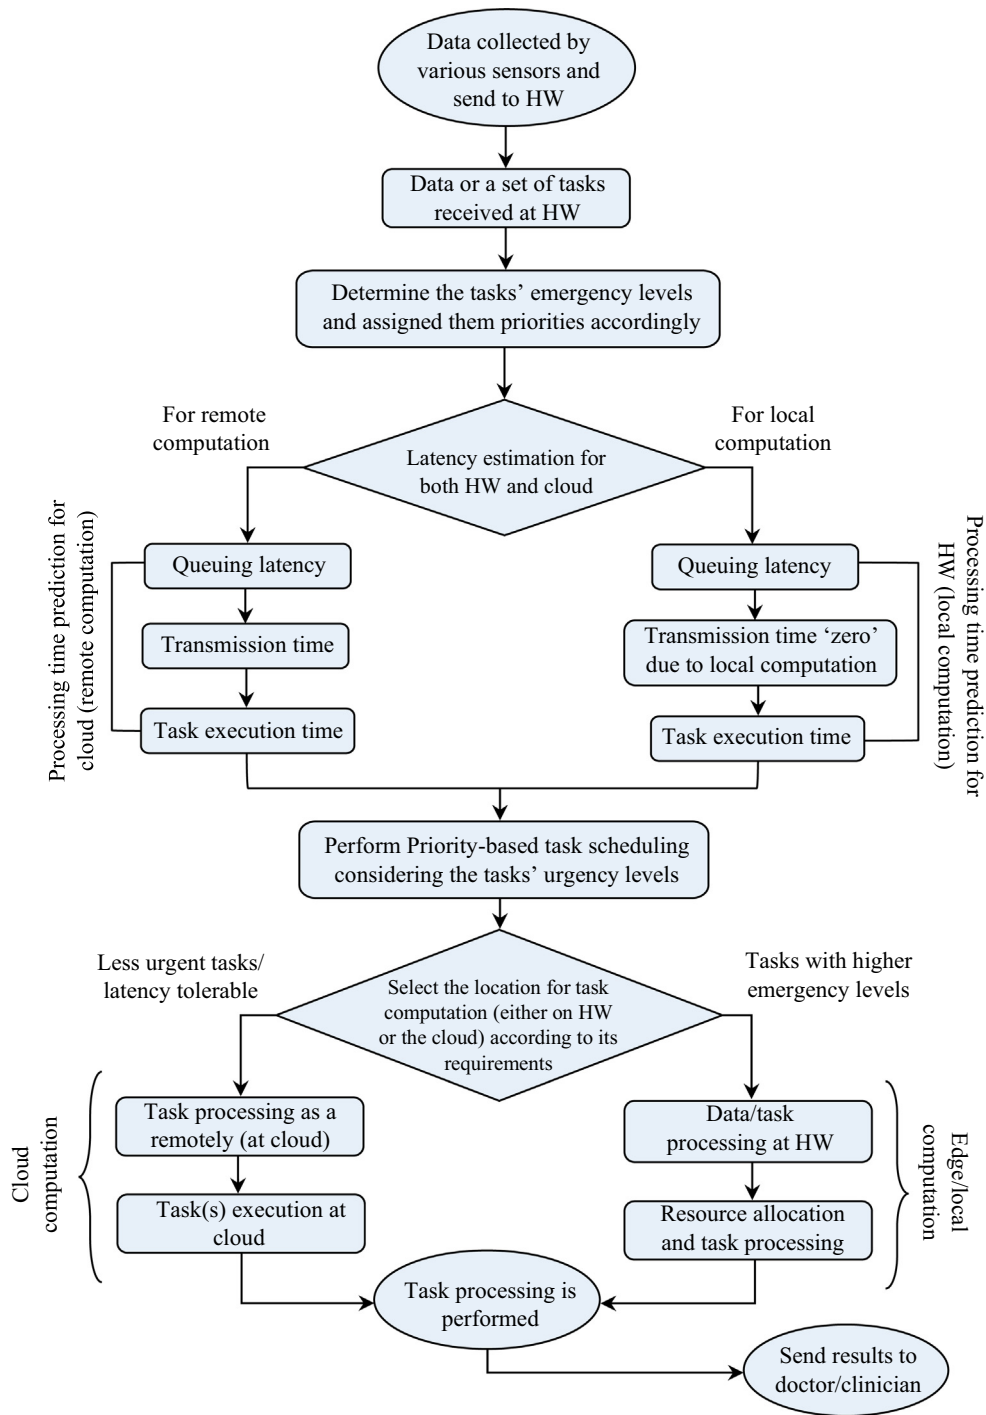 Data collected by
various sensors and
send to HW
Data or a set of tasks
received at HW
Determine the tasks’ emergency levels
and assigned them priorities accordingly
For remote
computation
For local
computation
Latency estimation for
both HW and cloud
Processing time prediction for
cloud (remote computation)
Queuing latency
Transmission time
Task execution time
Queuing latency
Transmission time ‘zero’
due to local computation
Task execution time
Processing time prediction for
HW (local computation)
Perform Priority-based task scheduling
considering the tasks’ urgency levels
Less urgent tasks/
latency tolerable
Tasks with higher
emergency levels
Select the location for task
computation (either on HW
or the cloud) according to its
requirements
Cloud
computation
Task processing as a
remotely (at cloud)
Task(s) execution at
cloud
Data/task
processing at HW
Resource allocation
and task processing
Edge/local
computation
Task processing is
performed
Send results to
doctor/clinician